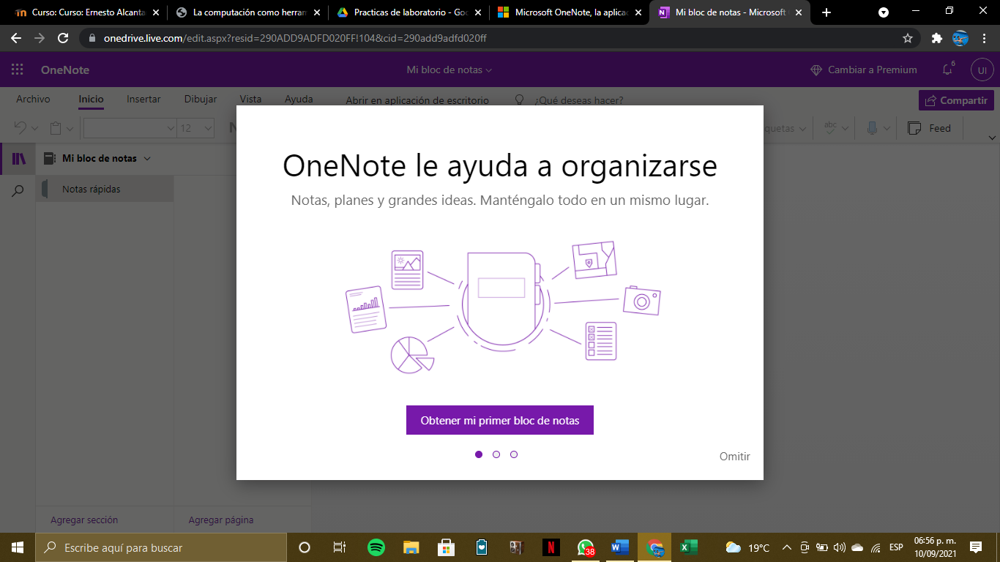 Curso: Curso: Ernesto Alcanta
La computación como herran
Practicas de laboratorio - Goo
Microsoft OneNote, la aplicac
Mi bloc de notas - Microsoft
onedrive.live.com/edit.aspx?resid=290ADD9ADFD020FF!104&cid=290add9adfd020ff
OneNote
Mi bloc de notas
Cambiar a Premium
6
UI
Archivo
Inicio
Insertar
Dibujar
Vista
Ayuda
Abrir en aplicación de escritorio
¿Qué deseas hacer?
Compartir
12
N
quetas
abc
Feed
Mi bloc de notas
Notas rápidas
OneNote le ayuda a organizarse
Notas, planes y grandes ideas. Manténgalo todo en un mismo lugar.
Obtener mi primer bloc de notas
Omitir
Agregar sección
Agregar página
Escribe aquí para buscar
38
19°C
ESP
06:56 p. m.
10/09/2021